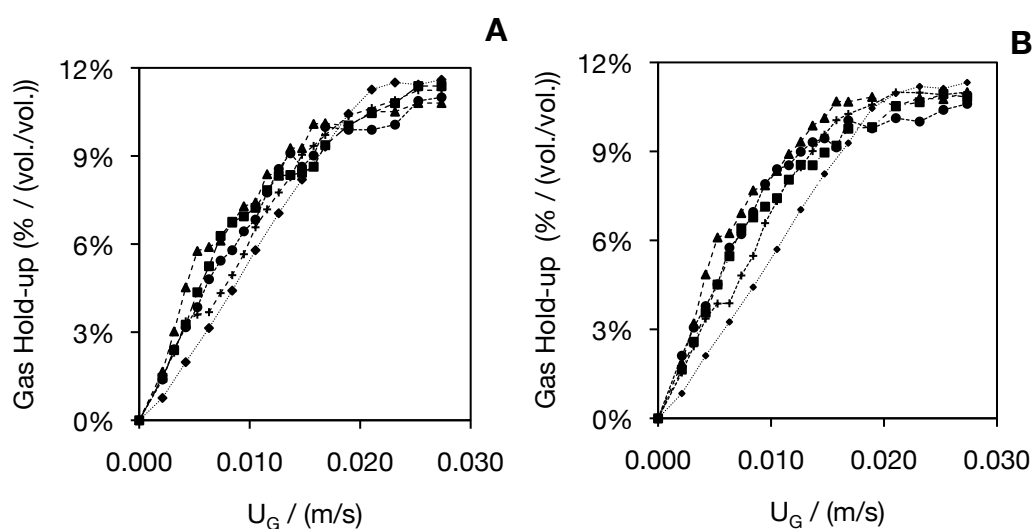 A
Gas Hold-up (% / (vol./vol.))
12%
9%
6%
3%
0%
0.000 0.010 0.020 0.030
U_G / (m/s)
B
Gas Hold-up (% / (vol./vol.))
12%
9%
6%
3%
0%
0.000 0.010 0.020 0.030
U_G / (m/s)